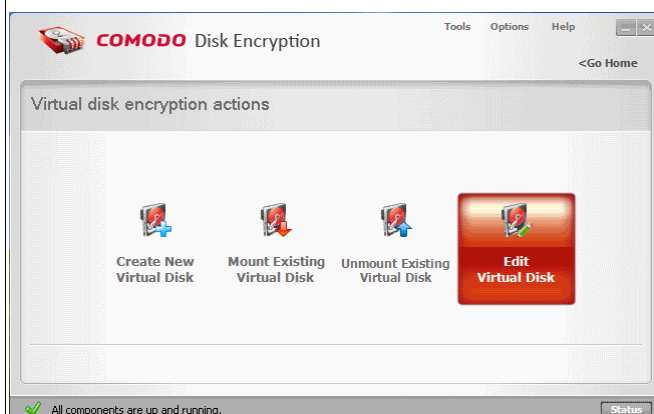 COMODO Disk Encryption
Tools Options Help
<Go Home
Virtual disk encryption actions
Create New
Virtual Disk
Mount Existing
Virtual Disk
Unmount Existing
Virtual Disk
Edit
Virtual Disk
All components are up and running.
Status